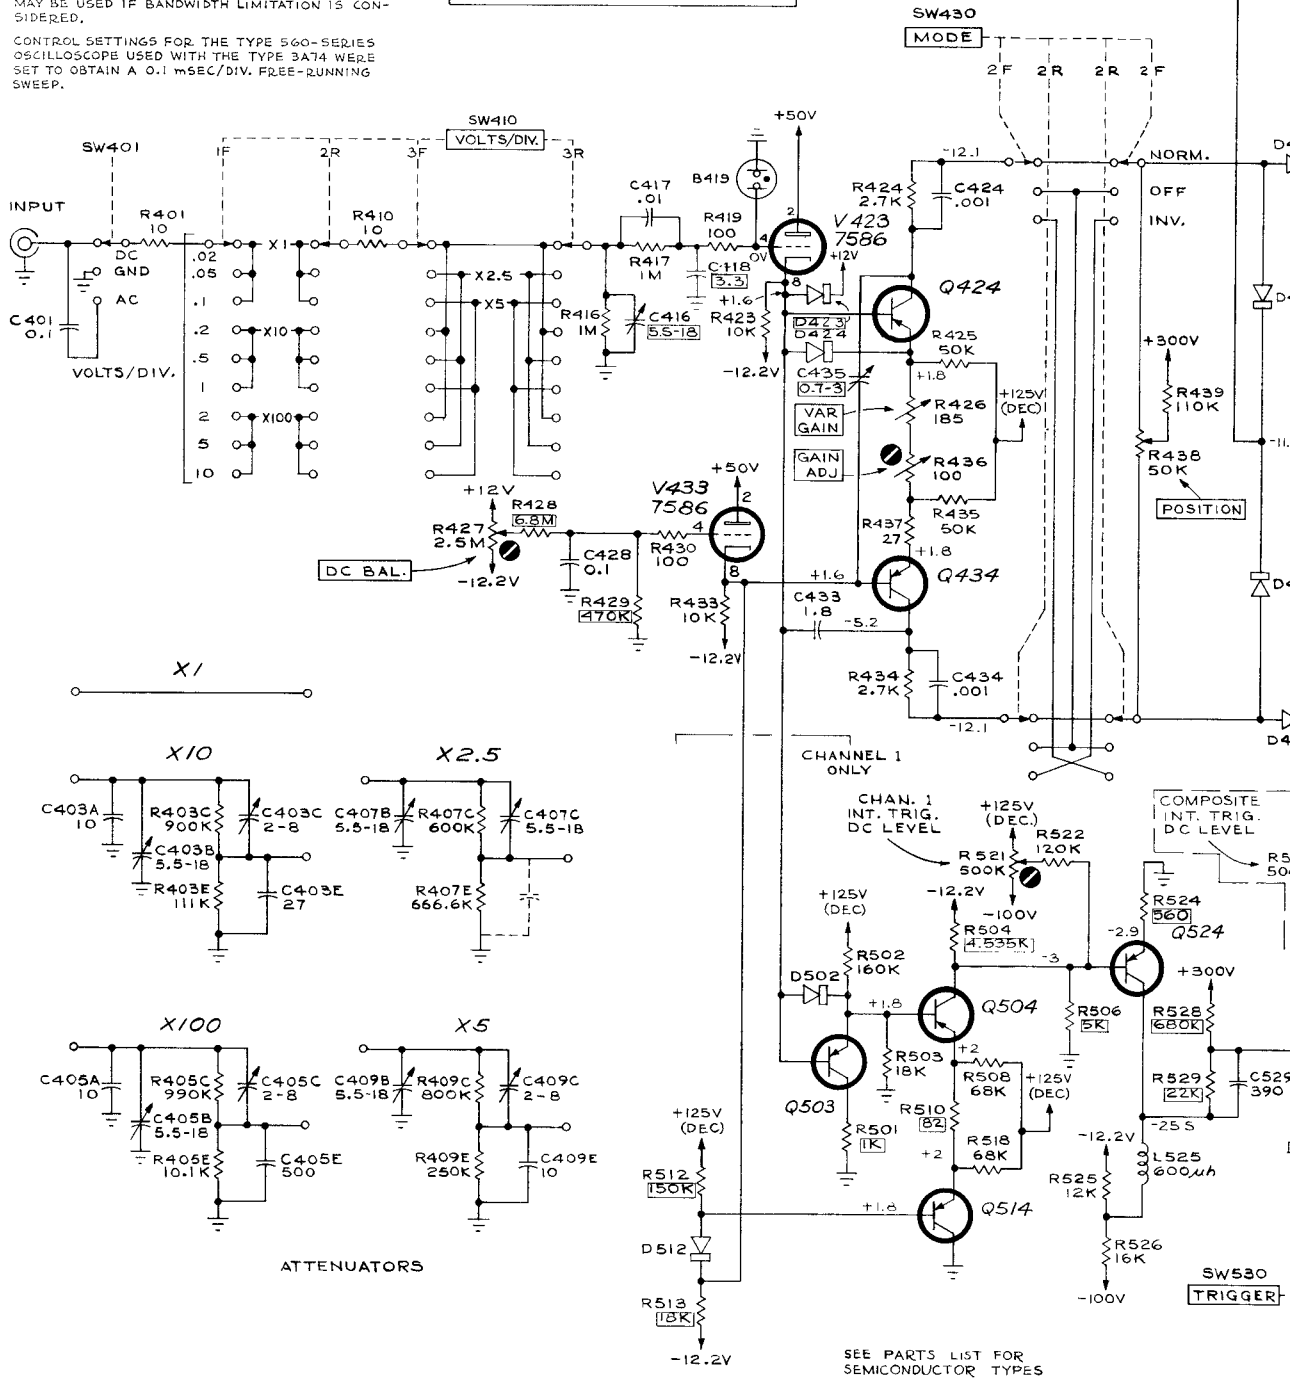 MAY BE USED IF BANDWIDTH LIMITATION IS CON-
SIDERED.
CONTROL SETTINGS FOR THE TYPE 560-SERIES
OSCILLOSCOPE USED WITH THE TYPE 3A74 WERE
SET TO OBTAIN A 0.1 mSEC/DIV. FREE-RUNNING
SWEEP.
SW430
MODE
2F 2R 2R 2F
SW401
SW410
VOLTS/DIV.
1F 2R 3F 3R
INPUT
R401
10
R410
10
DC
GND
AC
C401
0.1
VOLTS/DIV.
.02
.05
.1
.2
.5
1
2
5
10
X1
X10
X100
X2.5
X5
C417
.01
R417
1M
R416
1M
C416
5.5-18
R419
100
C418
3.3
B419
+50V
2
4
0V
8
V423
7586
+12V
+1.6
R423
10K
-12.2V
D423
D424
R424
2.7K
C424
.001
-12.1
Q424
R425
50K
+1.8
C435
0.7-3
VAR
GAIN
R426
185
+125V
(DEC)
GAIN
ADJ
R436
100
R435
50K
R437
27
+1.8
Q434
NORM.
OFF
INV.
+300V
R439
110K
R438
50K
POSITION
-11.
D4
D4
D4
D4
+12V
R427
2.5M
-12.2V
DC BAL.
R428
6.8M
C428
0.1
R429
470K
R430
100
V433
7586
+50V
2
4
8
R433
10K
-12.2V
+1.6
C433
1.8
-5.2
R434
2.7K
C434
.001
-12.1
X1
X10
C403A
10
R403C
900K
C403C
2-8
C403B
5.5-18
R403E
111K
C403E
27
X2.5
C407B
5.5-18
R407C
600K
C407C
5.5-18
R407E
666.6K
X100
C405A
10
R405C
990K
C405C
2-8
C405B
5.5-18
R405E
10.1K
C405E
500
X5
C409B
5.5-18
R409C
800K
C409C
2-8
R409E
250K
C409E
10
ATTENUATORS
CHANNEL 1
ONLY
CHAN. 1
INT. TRIG.
DC LEVEL
+125V
(DEC.)
R521
500K
-100V
R522
120K
COMPOSITE
INT. TRIG.
DC LEVEL
R5
50
+125V
(DEC)
R502
160K
D502
+1.8
Q503
R501
1K
R503
18K
-12.2V
R504
4.535K
-3
Q504
+2
R508
68K
R510
82
R518
68K
+2
+125V
(DEC)
R506
5K
-2.9
R524
560
Q524
+300V
R528
680K
R529
22K
C529
390
-25.5
L525
600μh
-12.2V
R525
12K
R526
16K
-100V
+125V
(DEC)
R512
150K
+1.8
D512
R513
18K
-12.2V
Q514
SW530
TRIGGER
SEE PARTS LIST FOR
SEMICONDUCTOR TYPES